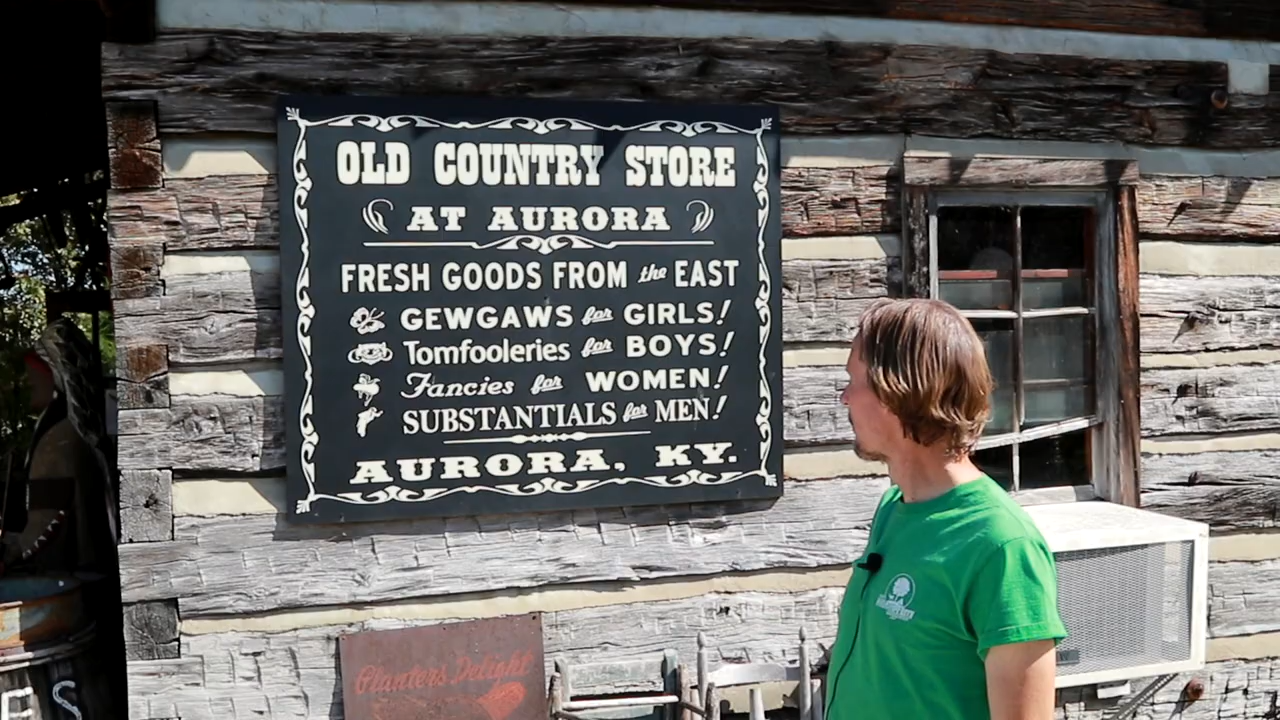 OLD COUNTRY STORE
AT AURORA
FRESH GOODS FROM the EAST
GEWGAWS for GIRLS!
Tomfooleries for BOYS!
Fancies for WOMEN!
SUBSTANTIALS for MEN!
AURORA, KY.
Planters Delight
ES